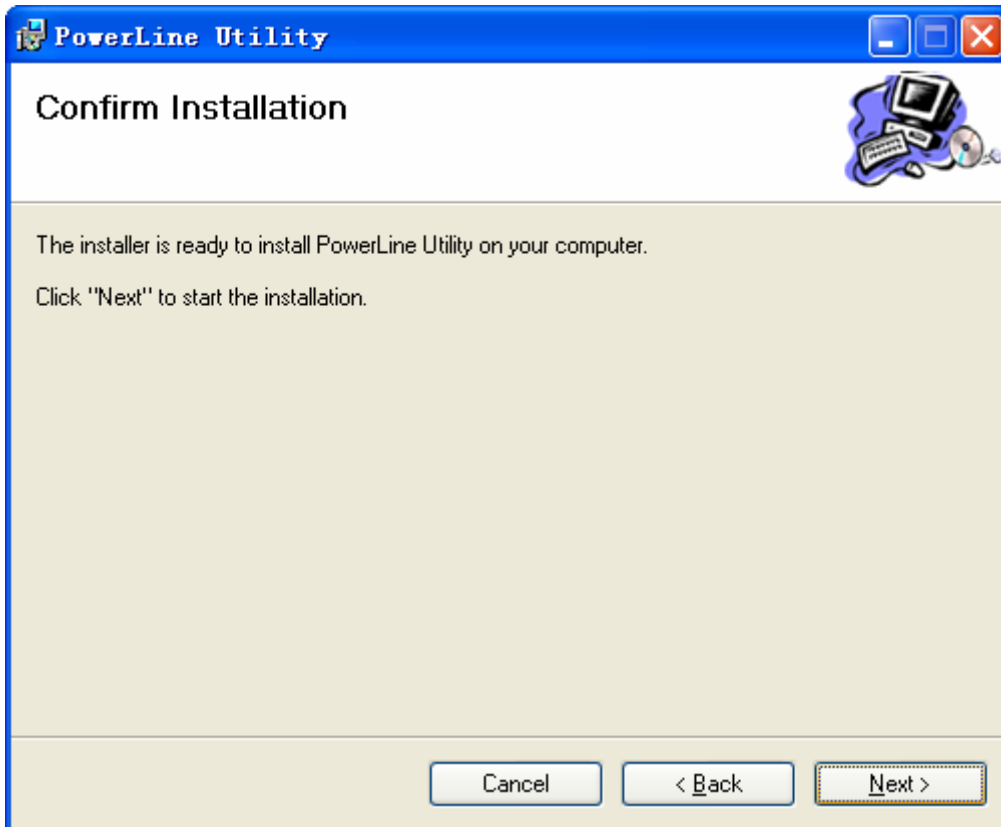 PowerLine Utility
Confirm Installation
The installer is ready to install PowerLine Utility on your computer.
Click "Next" to start the installation.
Cancel
< Back
Next >